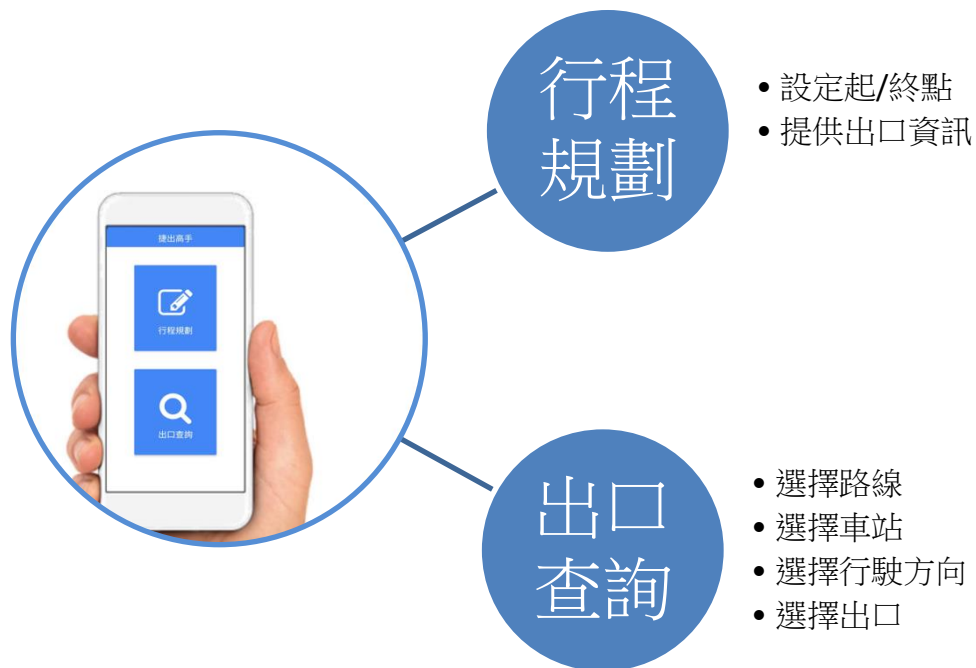 行程
規劃
• 設定起/終點
• 提供出口資訊
捷出高手
行程規劃
出口查詢
出口
查詢
• 選擇路線
• 選擇車站
• 選擇行駛方向
• 選擇出口